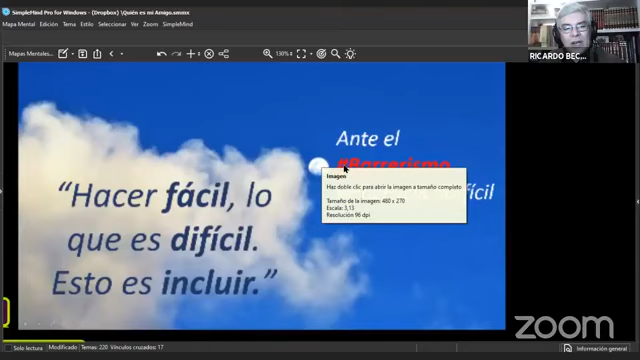 SimpleMind Pro for Windows - (Dropbox) \Quién es mi Amigo.smmx
Mapa Mental Edición Tema Estilo Seleccionar Ver Zoom SimpleMind
Mapas Mentales... 130%
RICARDO BEC...
Ante el
#Borrerismo
ifícil
Imagen
Haz doble clic para abrir la imagen a tamaño completo
Tamaño de la imagen: 480 x 270
Escala: 3,13
Resolución 96 dpi
“Hacer fácil, lo
que es difícil.
Esto es incluir.”
zoom
Sólo lectura Modificado Temas: 220 Vínculos cruzados: 17 Información general